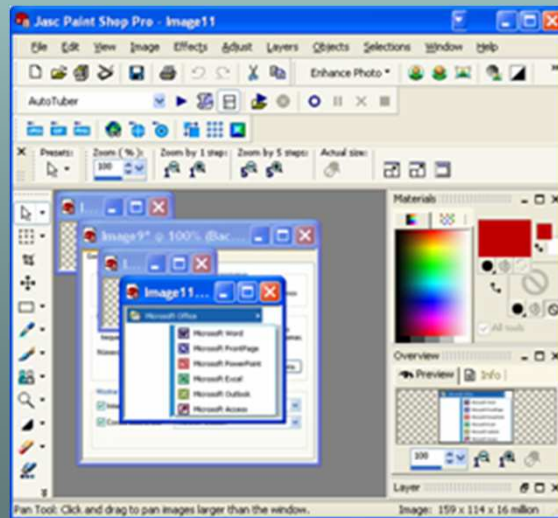 Jasc Paint Shop Pro - Image11
File Edit View Image Effects Adjust Layers Objects Selections Window Help
Enhance Photo
AutoTuber
Presets: Zoom (%): Zoom by 1 step: Zoom by 5 steps: Actual size:
100
Materials
I...
Image9* @ 100% (Bac...
I...
Image11...
Microsoft Office
Microsoft Word
Microsoft FrontPage
Microsoft PowerPoint
Microsoft Excel
Microsoft Outlook
Microsoft Access
All tools
Overview
Preview Info
100
Layer
Pan Tool: Click and drag to pan images larger than the window.
Image: 159 x 114 x 16 million